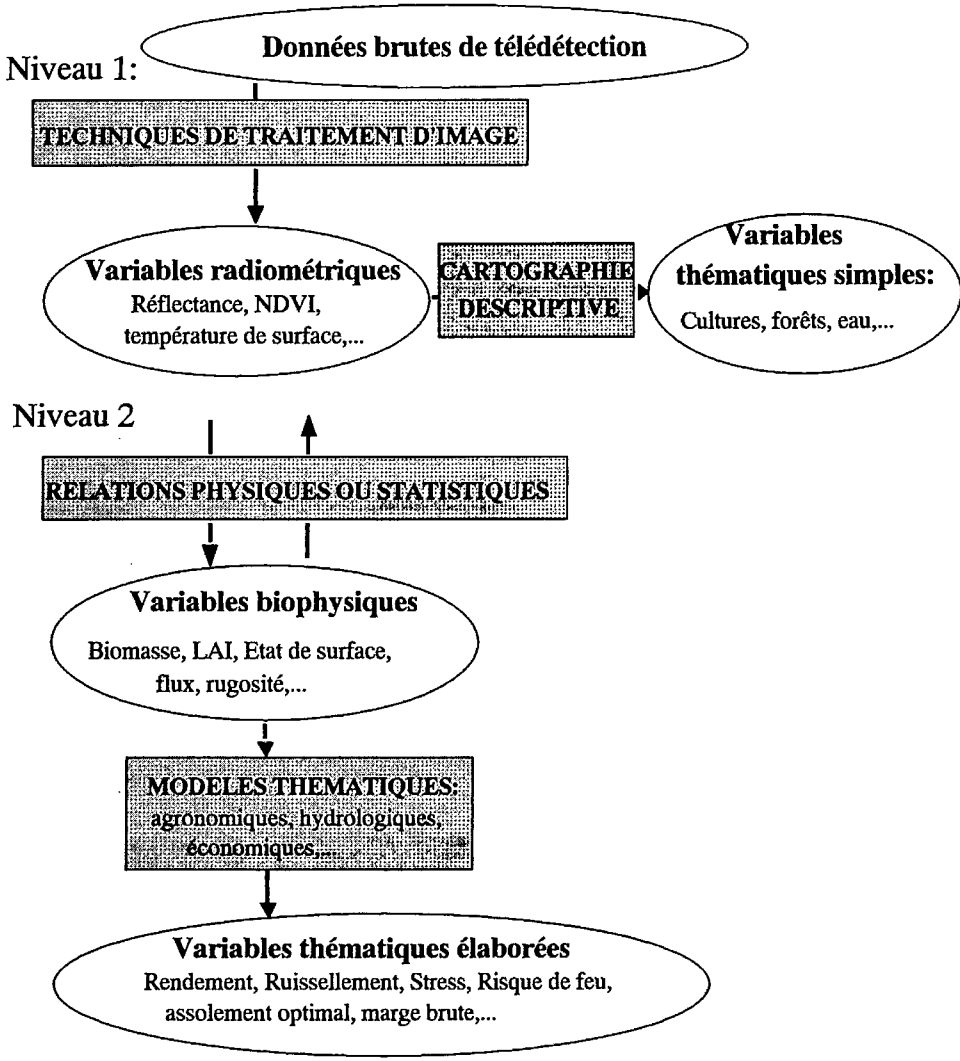 Données brutes de télédétection
Niveau 1:
TECHNIQUES DE TRAITEMENT D'IMAGE
Variables radiométriques
Réflectance, NDVI,
température de surface,...
CARTOGRAPHIE
DESCRIPTIVE
Variables
thématiques simples:
Cultures, forêts, eau,...
Niveau 2
RELATIONS PHYSIQUES OU STATISTIQUES
Variables biophysiques
Biomasse, LAI, Etat de surface,
flux, rugosité,...
MODELES THEMATIQUES:
agronomiques, hydrologiques,
économiques,...
Variables thématiques élaborées
Rendement, Ruissellement, Stress, Risque de feu,
assolement optimal, marge brute,...